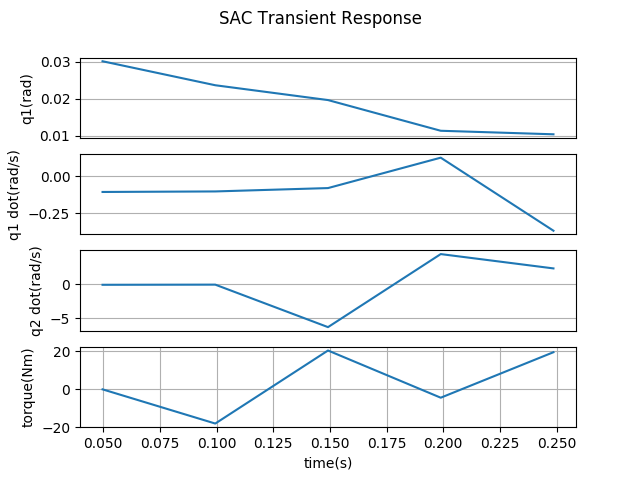 SAC Transient Response
q1(rad)
0.03
0.02
0.01
q1 dot(rad/s)
0.00
−0.25
q2 dot(rad/s)
0
−5
torque(Nm)
20
0
−20
0.050 0.075 0.100 0.125 0.150 0.175 0.200 0.225 0.250
time(s)